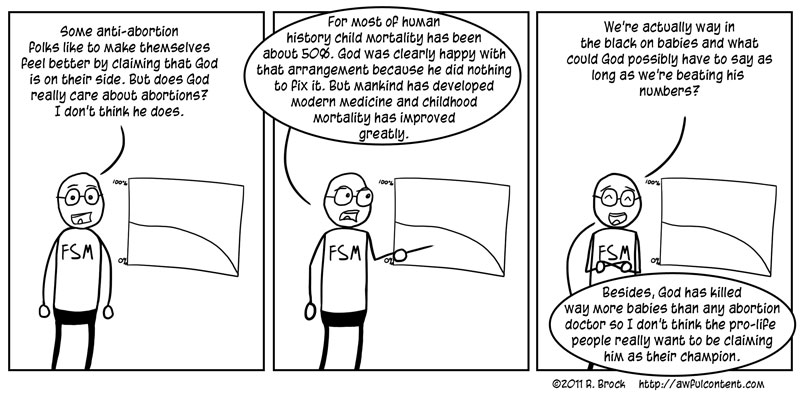 Some anti-abortion
folks like to make themselves
feel better by claiming that God
is on their side. But does God
really care about abortions?
I don't think he does.
100%
0%
FSM
For most of human
history child mortality has been
about 50%. God was clearly happy with
that arrangement because he did nothing
to fix it. But mankind has developed
modern medicine and childhood
mortality has improved
greatly.
100%
0%
FSM
We're actually way in
the black on babies and what
could God possibly have to say as
long as we're beating his
numbers?
100%
0%
FSM
Besides, God has killed
way more babies than any abortion
doctor so I don't think the pro-life
people really want to be claiming
him as their champion.
©2011 R. Brock http://awfulcontent.com